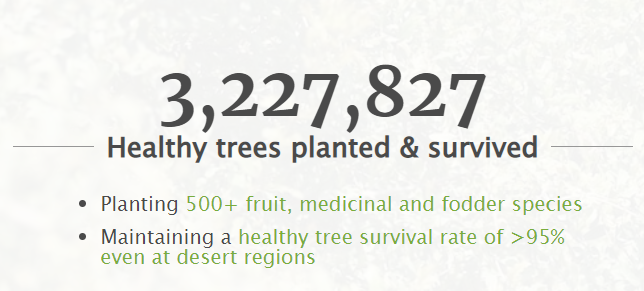 3,227,827
Healthy trees planted & survived
• Planting 500+ fruit, medicinal and fodder species
• Maintaining a healthy tree survival rate of >95%
even at desert regions